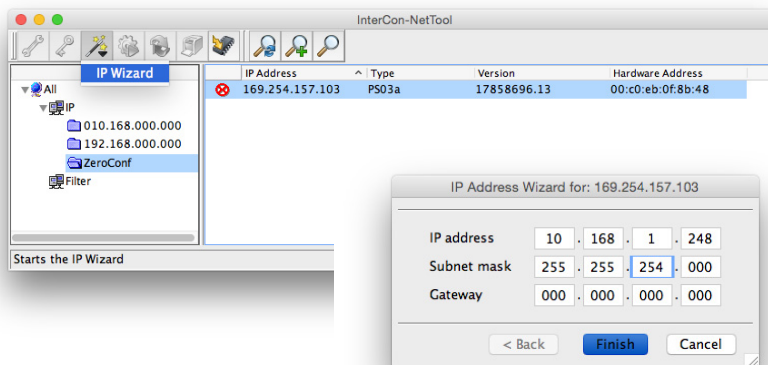 InterCon-NetTool
IP Wizard
IP Address Type Version Hardware Address
169.254.157.103 PS03a 17858696.13 00:c0:eb:0f:8b:48
All
IP
010.168.000.000
192.168.000.000
ZeroConf
Filter
Starts the IP Wizard
IP Address Wizard for: 169.254.157.103
IP address 10 . 168 . 1 . 248
Subnet mask 255 . 255 . 254 . 000
Gateway 000 . 000 . 000 . 000
< Back Finish Cancel